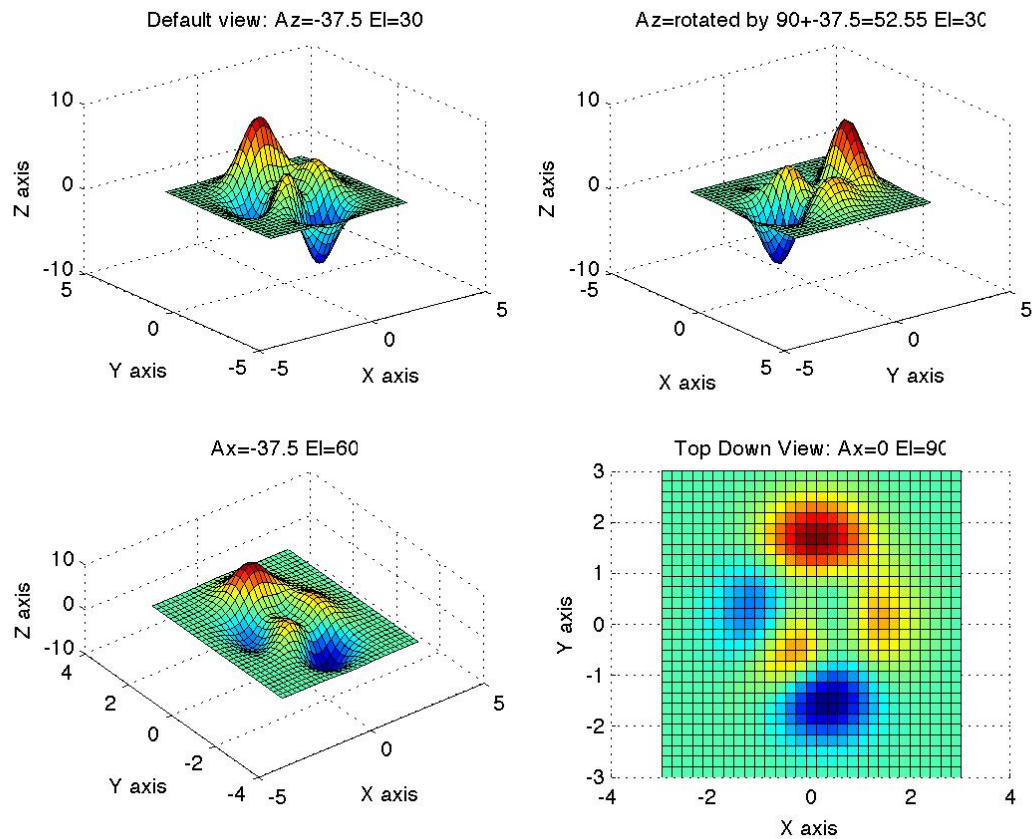 Default view: Az=-37.5 El=30
10
0
-10
Z axis
5
0
-5
Y axis
-5
0
5
X axis
Az=rotated by 90+-37.5=52.55 El=30
10
0
-10
Z axis
-5
0
5
X axis
-5
0
5
Y axis
Ax=-37.5 El=60
10
0
-10
Z axis
4
2
0
-2
-4
Y axis
-5
0
5
X axis
Top Down View: Ax=0 El=90
3
2
1
0
-1
-2
-3
Y axis
-4
-2
0
2
4
X axis